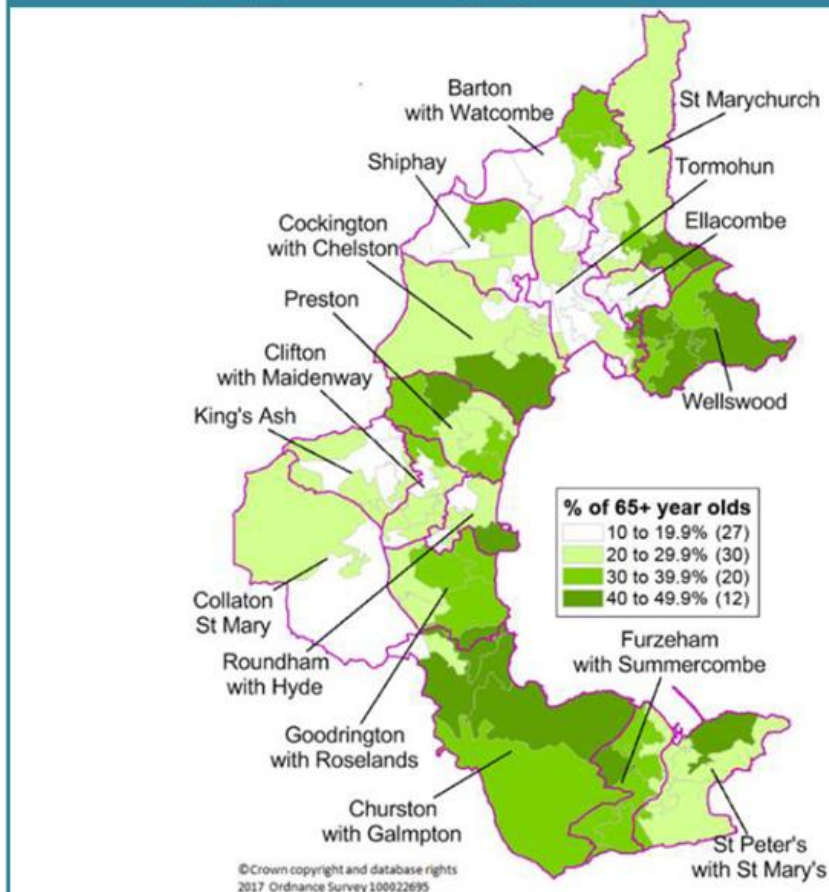 Barton
with Watcombe
St Marychurch
Shiphay
Tormohun
Cockington
with Chelston
Ellacombe
Preston
Clifton
with Maidenway
King's Ash
Wellswood
% of 65+ year olds
10 to 19.9% (27)
20 to 29.9% (30)
30 to 39.9% (20)
40 to 49.9% (12)
Collaton
St Mary
Roundham
with Hyde
Furzeham
with Summercombe
Goodrington
with Roselands
Churston
with Galmpton
St Peter's
with St Mary's
©Crown copyright and database rights
2017 Ordnance Survey 100022695